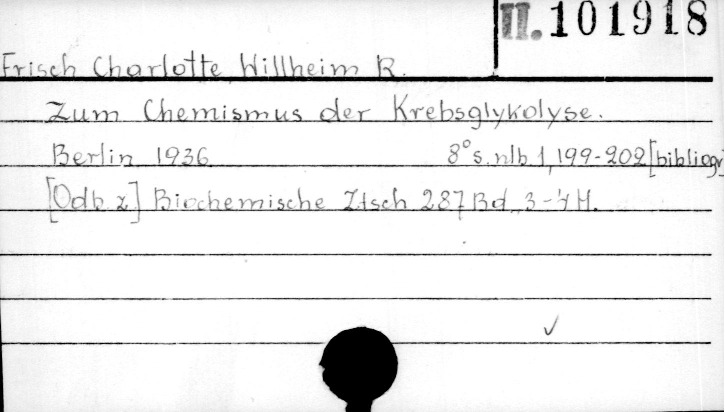 II. 101918
Frisch Charlotte, Willheim R.
Zum Chemismus der Krebsglykolyse.
Berlin 1936. 8° s. nlb. 1, 199-202 [bibliogr
[Odb. z] Biochemische Ztsch 287 Bd. 3-4 H.